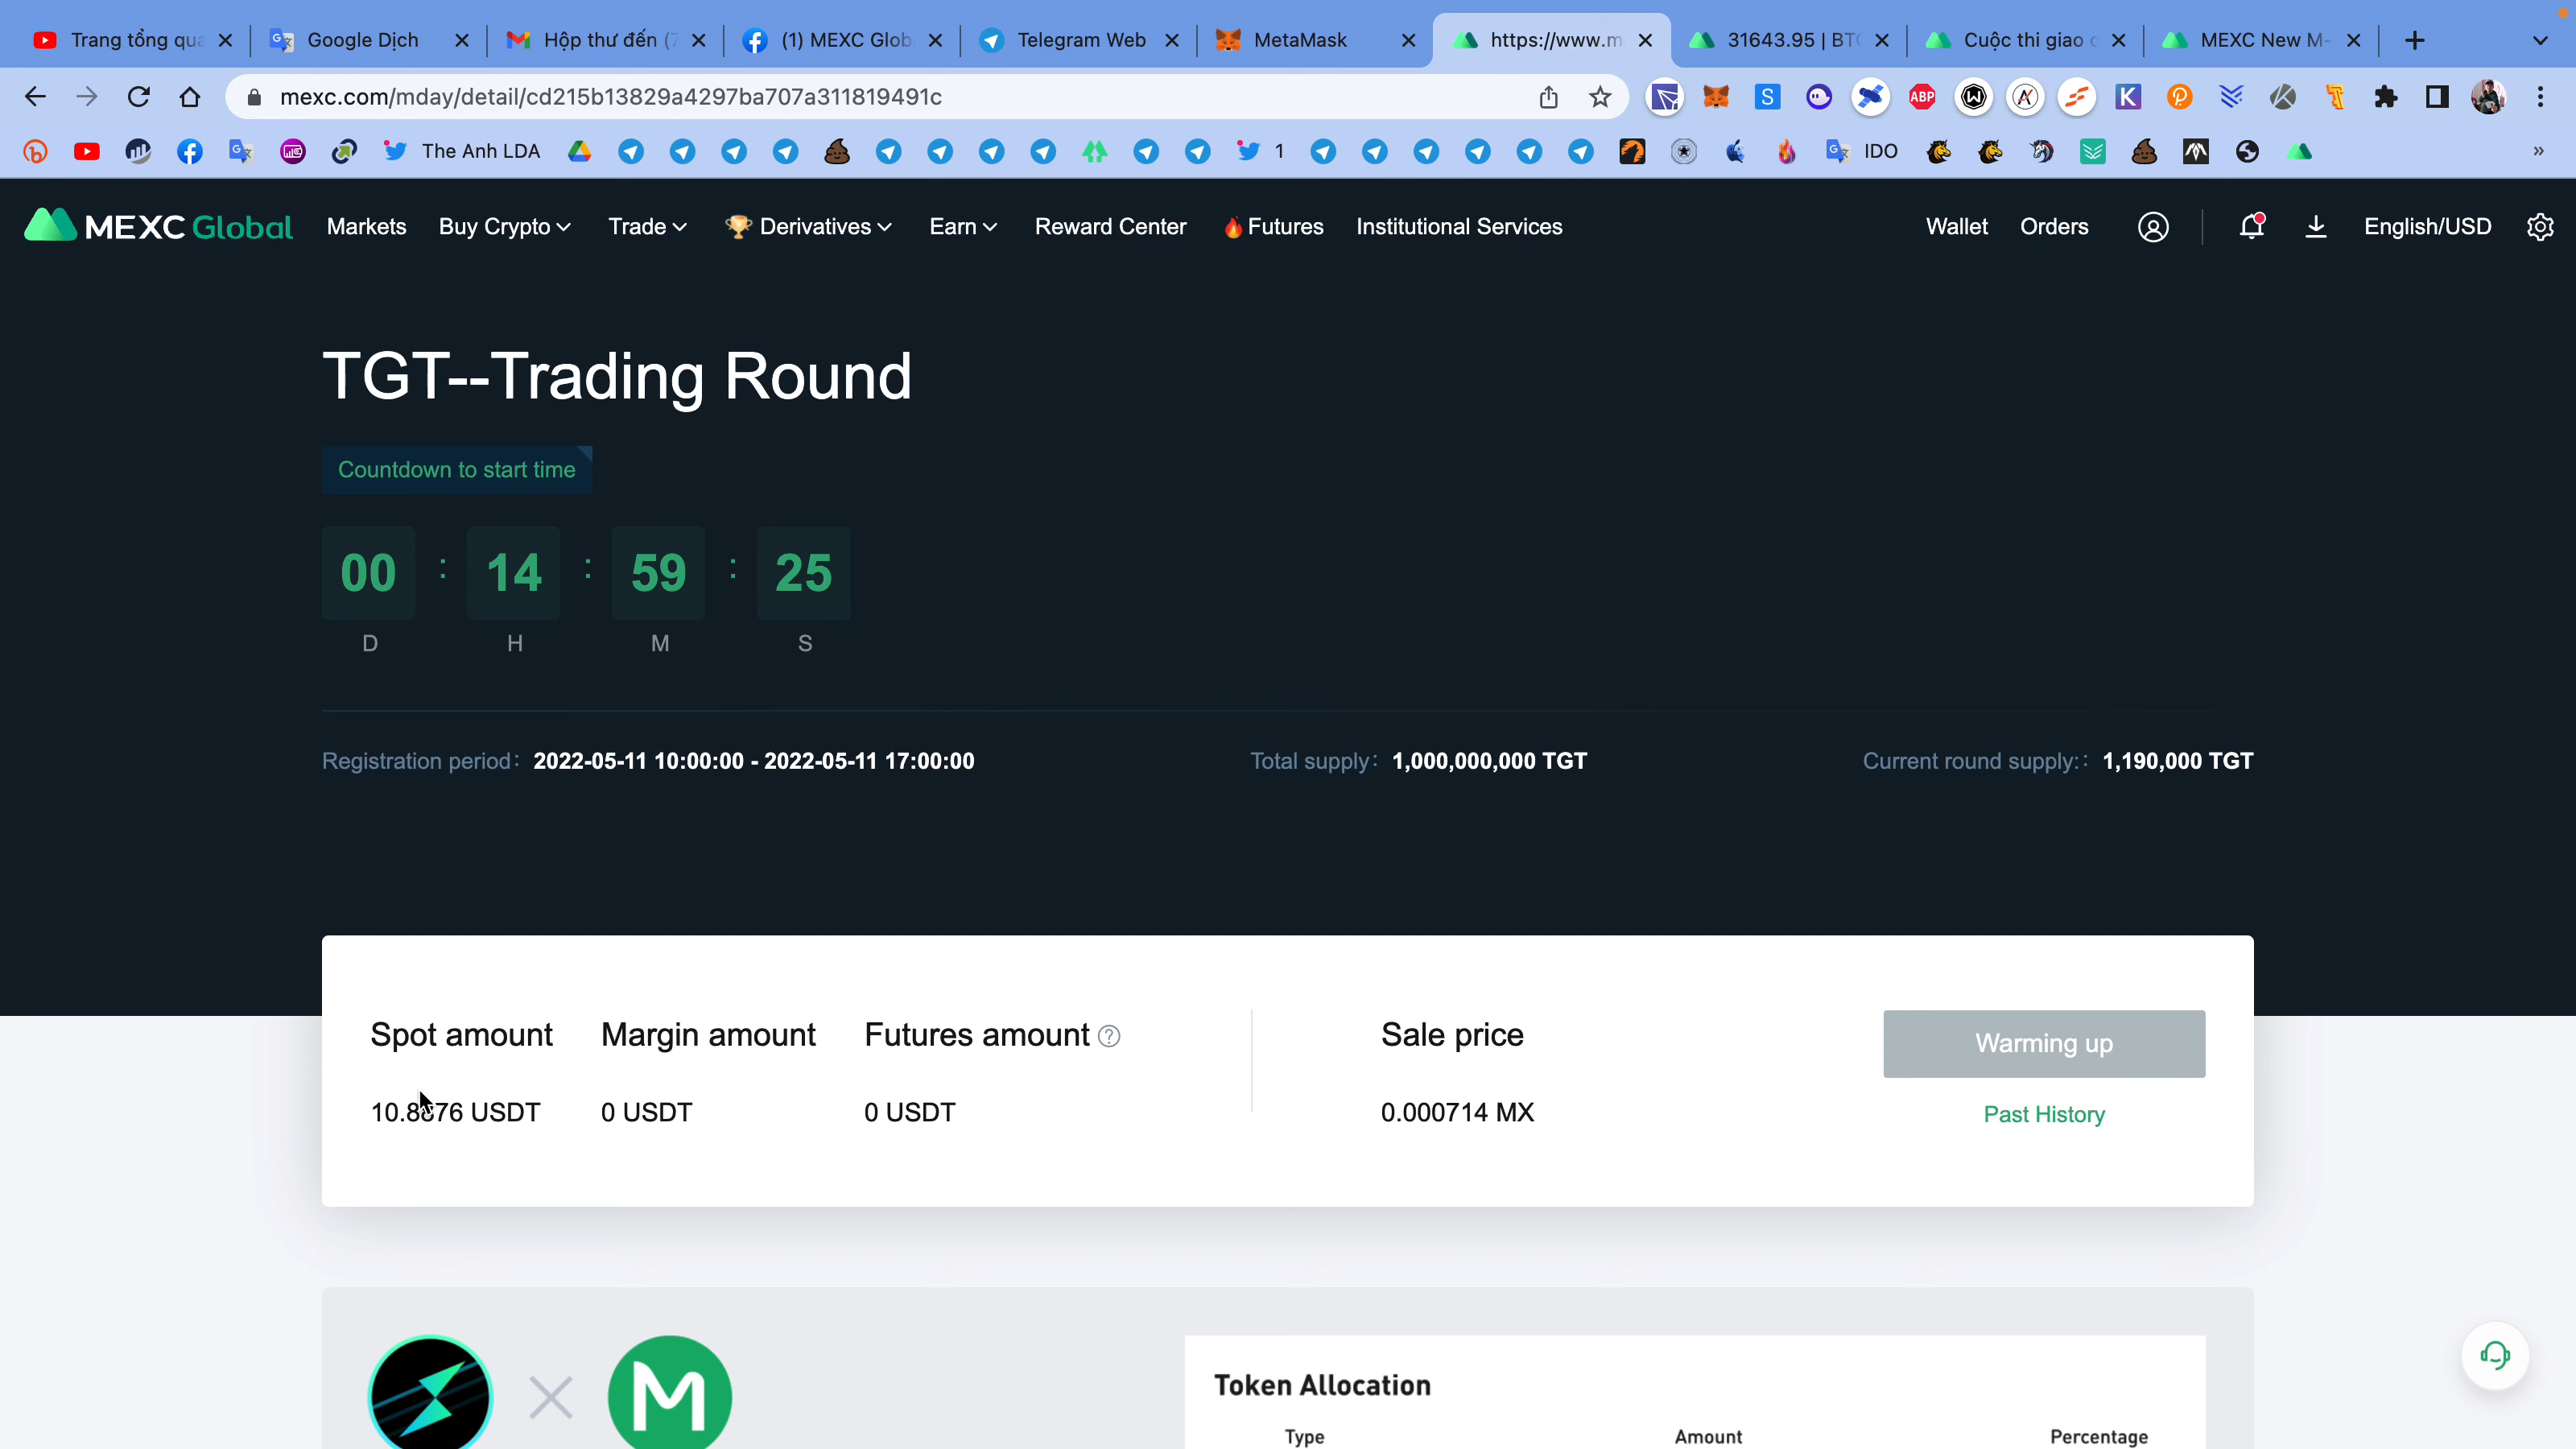 Trang tổng qua
Google Dịch
Hộp thư đến (7
(1) MEXC Glob
Telegram Web
MetaMask
https://www.m
31643.95 | BTC
Cuộc thi giao
MEXC New M-
mexc.com/mday/detail/cd215b13829a4297ba707a311819491c
ABP
The Anh LDA
1
IDO
MEXC Global
Markets
Buy Crypto
Trade
Derivatives
Earn
Reward Center
Futures
Institutional Services
Wallet
Orders
English/USD
TGT--Trading Round
Countdown to start time
00 : 14 : 59 : 25
D H M S
Registration period: 2022-05-11 10:00:00 - 2022-05-11 17:00:00
Total supply: 1,000,000,000 TGT
Current round supply:: 1,190,000 TGT
Spot amount
Margin amount
Futures amount
Sale price
Warming up
USDT
0 USDT
0 USDT
0.000714 MX
Past History
Token Allocation
Type
Amount
Percentage